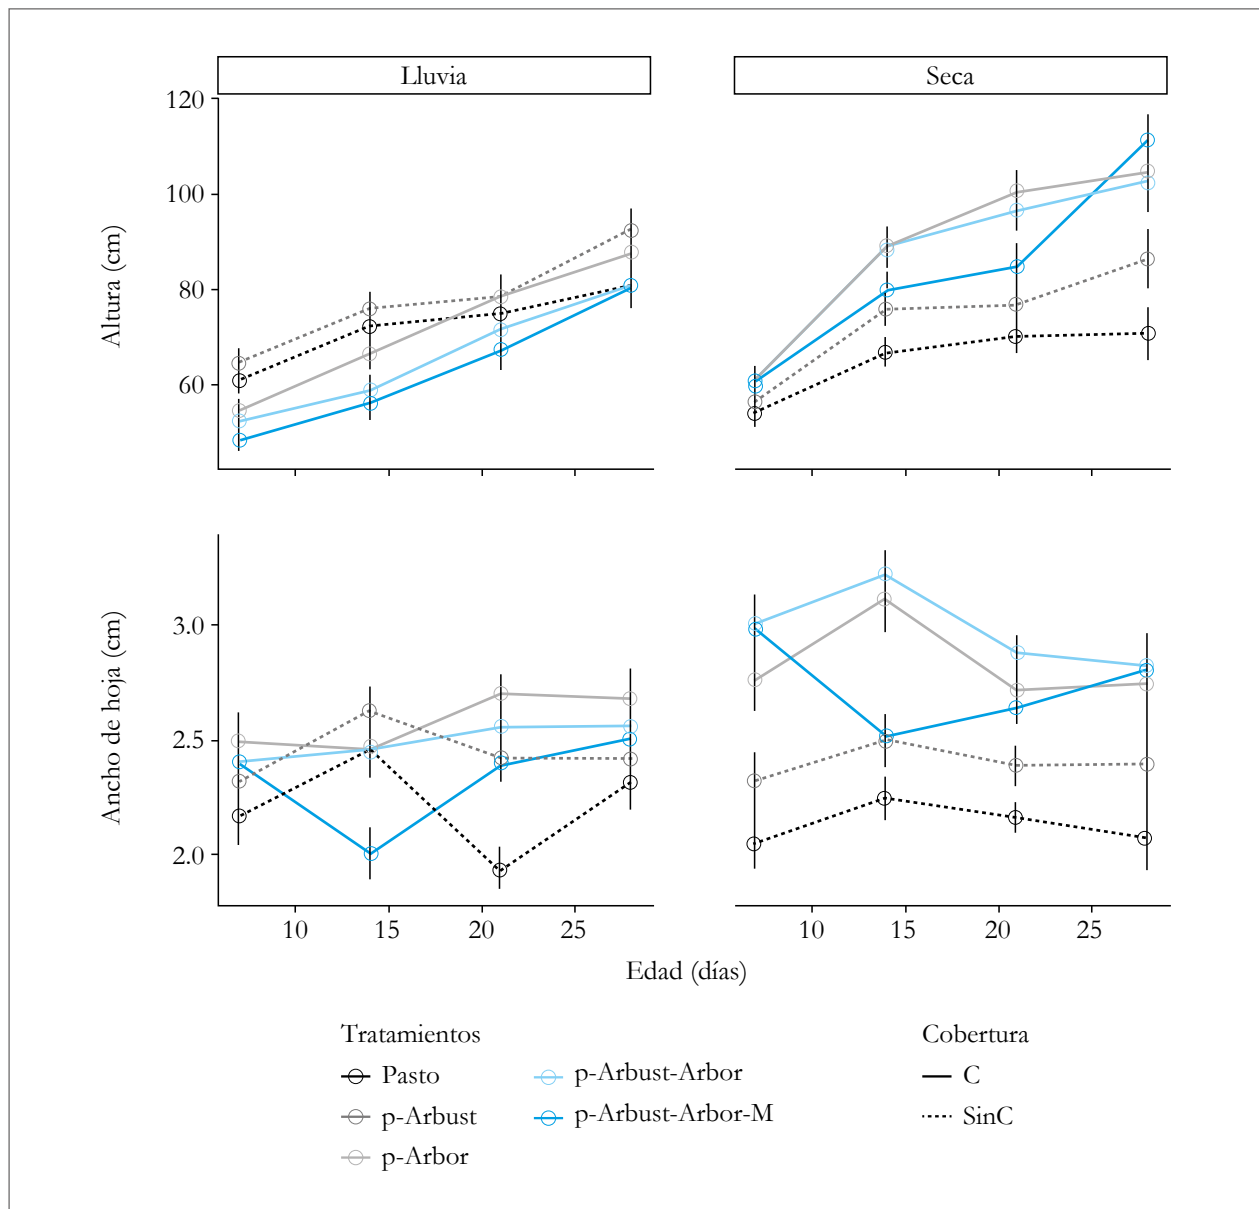 Lluvia
Seca
Altura (cm)
120
100
80
60
Ancho de hoja (cm)
3.0
2.5
2.0
10 15 20 25
10 15 20 25
Edad (días)
Tratamientos
Pasto
p-Arbust
p-Arbor
p-Arbust-Arbor
p-Arbust-Arbor-M
Cobertura
C
SinC